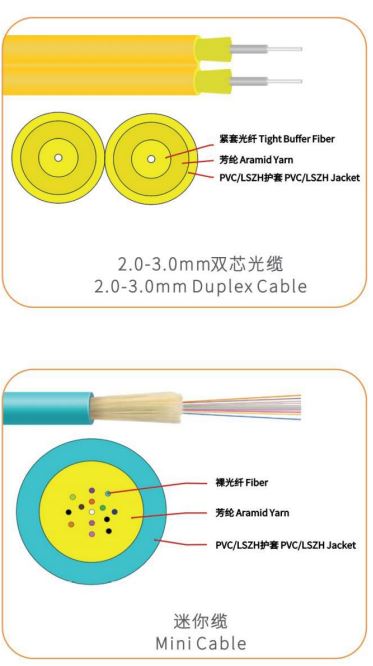 紧套光纤 Tight Buffer Fiber
芳纶 Aramid Yarn
PVC/LSZH护套 PVC/LSZH Jacket
2.0-3.0mm双芯光缆
2.0-3.0mm Duplex Cable
裸光纤 Fiber
芳纶 Aramid Yarn
PVC/LSZH护套 PVC/LSZH Jacket
迷你缆
Mini Cable